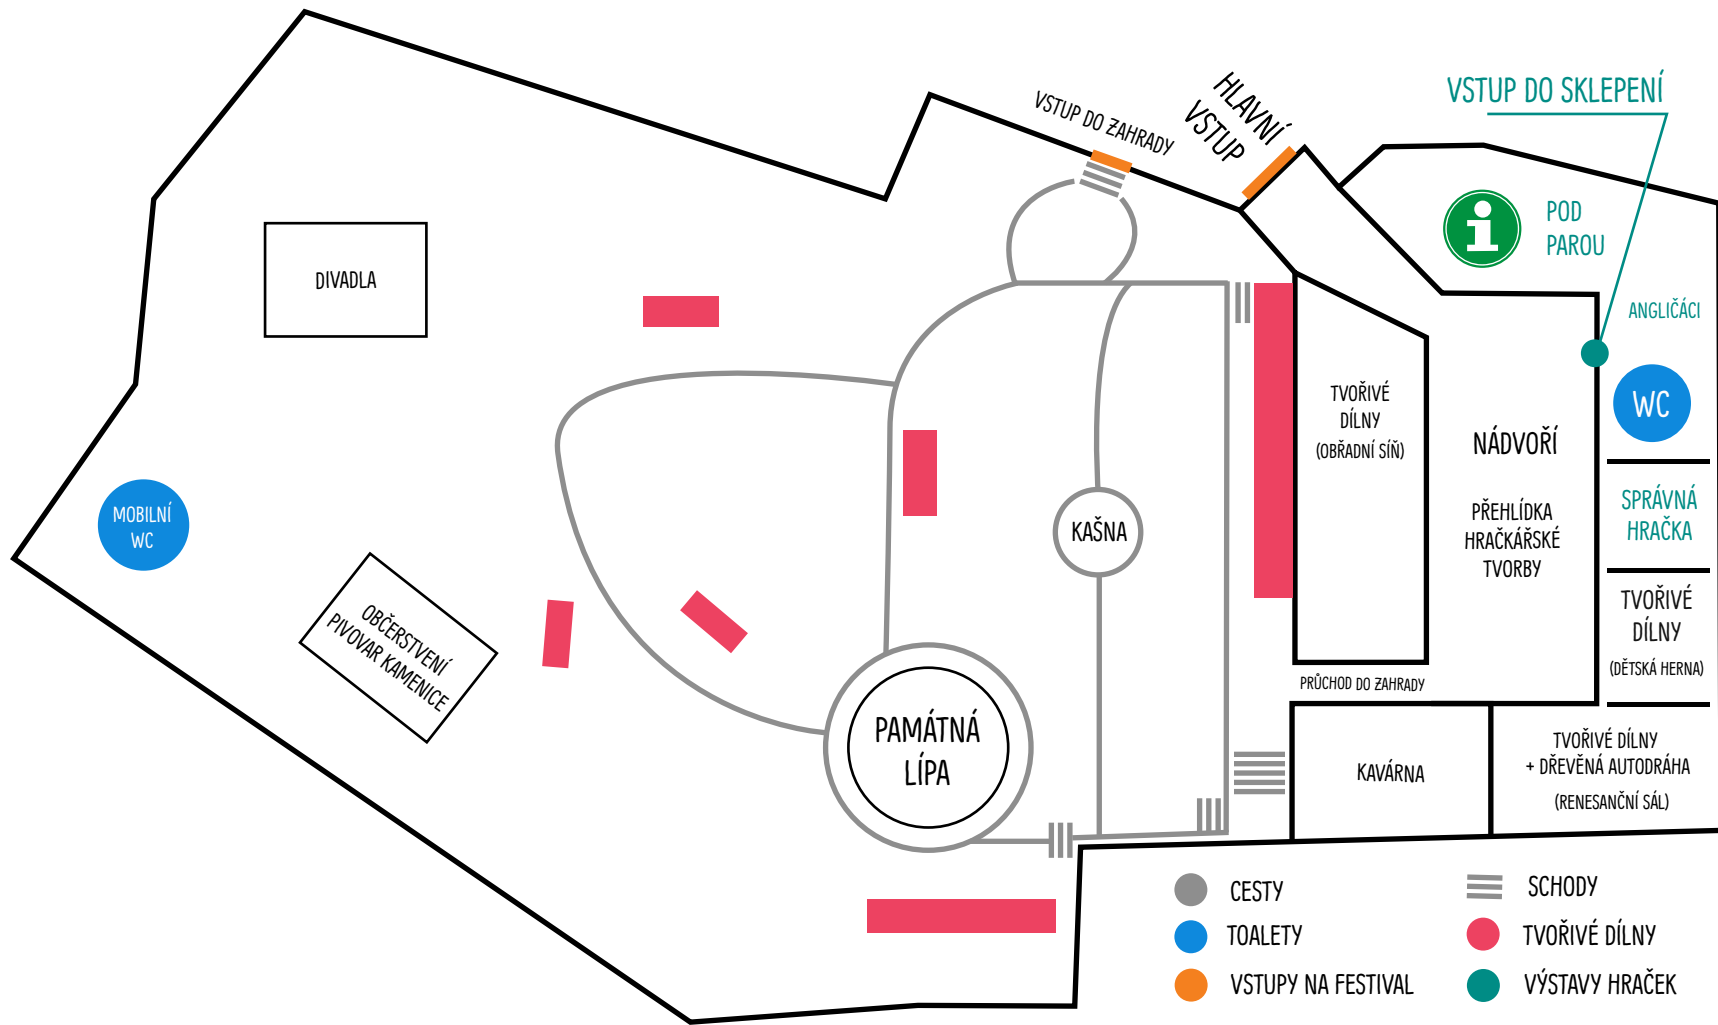 VSTUP DO ZAHRADY
HLAVNÍ
VSTUP
VSTUP DO SKLEPENÍ
i
POD
PAROU
ANGLIČÁCI
WC
SPRÁVNÁ
HRAČKA
TVOŘIVÉ
DÍLNY
(DĚTSKÁ HERNA)
TVOŘIVÉ DÍLNY
+ DŘEVĚNÁ AUTODRÁHA
(RENESANČNÍ SÁL)
DIVADLA
MOBILNÍ
WC
OBČERSTVENÍ
PIVOVAR KAMENICE
PAMÁTNÁ
LÍPA
KAŠNA
TVOŘIVÉ
DÍLNY
(OBŘADNÍ SÍŇ)
NÁDVOŘÍ
PŘEHLÍDKA
HRAČKÁŘSKÉ
TVORBY
PRŮCHOD DO ZAHRADY
KAVÁRNA
CESTY
TOALETY
VSTUPY NA FESTIVAL
SCHODY
TVOŘIVÉ DÍLNY
VÝSTAVY HRAČEK